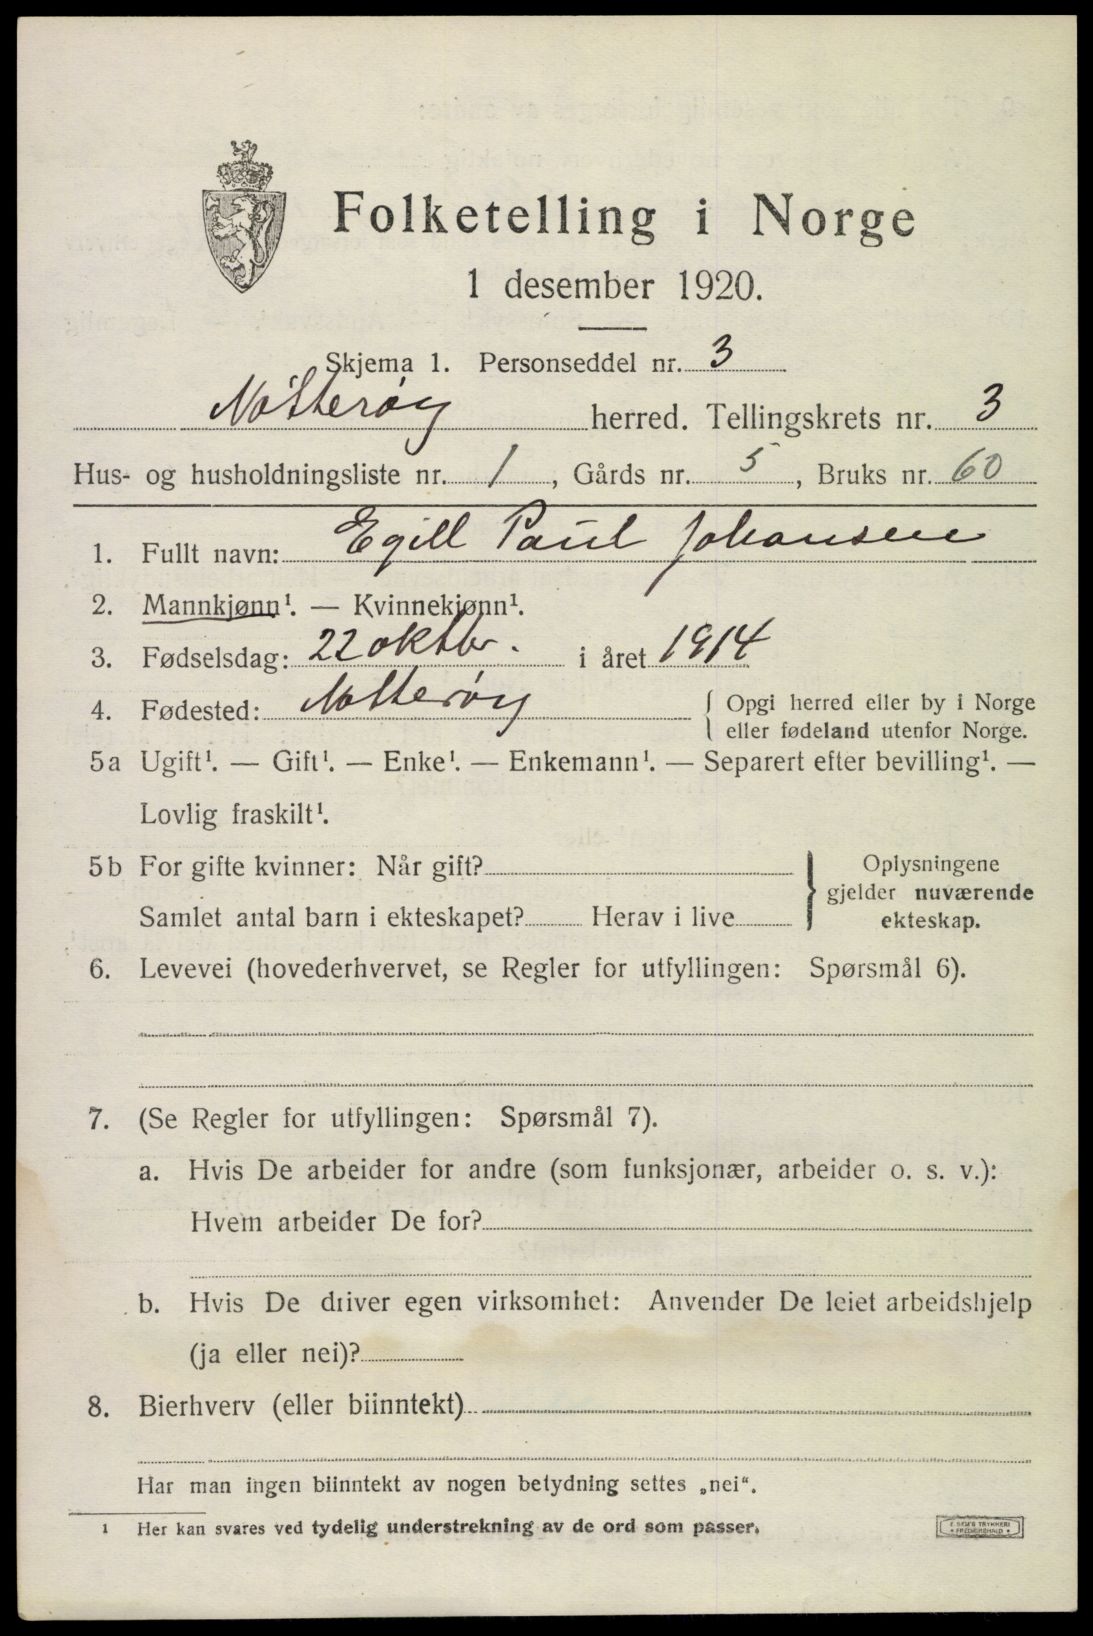 Folketelling i Norge
1 desember 1920.
Skjema 1. Personseddel nr. 3
Nøtterøy herred. Tellingskrets nr. 3
Hus- og husholdningsliste nr. 1, Gårds nr. 5, Bruks nr. 60
1. Fullt navn: Egill Paul Johansen
2. Mannkjønn¹. — Kvinnekjønn¹.
3. Fødselsdag: 22 oktbr. i året 1914
4. Fødested: Nøtterøy { Opgi herred eller by i Norge
eller fødeland utenfor Norge.
5a Ugift¹. — Gift¹. — Enke¹. — Enkemann¹. — Separert efter bevilling¹. —
Lovlig fraskilt¹.
5b For gifte kvinner: Når gift?
Samlet antal barn i ekteskapet? Herav i live
} Oplysningene
gjelder nuværende
ekteskap.
6. Levevei (hovederhvervet, se Regler for utfyllingen: Spørsmål 6).
7. (Se Regler for utfyllingen: Spørsmål 7).
a. Hvis De arbeider for andre (som funksjonær, arbeider o. s. v.):
Hvem arbeider De for?
b. Hvis De driver egen virksomhet: Anvender De leiet arbeidshjelp
(ja eller nei)?
8. Bierhverv (eller biinntekt)
Har man ingen biinntekt av nogen betydning settes „nei“.
¹ Her kan svares ved tydelig understrekning av de ord som passer.